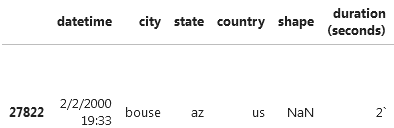 datetime city state country shape duration (seconds)
27822 2/2/2000 19:33 bouse az us NaN 2`